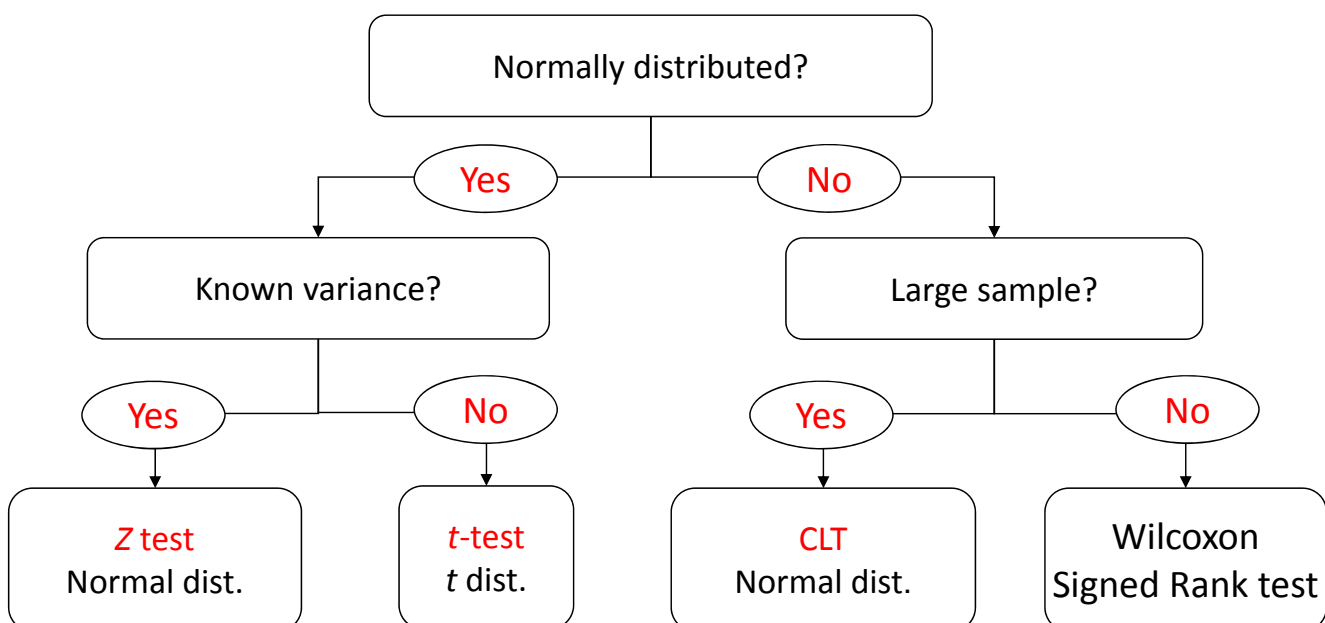 Normally distributed?
Yes
No
Known variance?
Large sample?
Yes
No
Yes
No
Z test
Normal dist.
t-test
t dist.
CLT
Normal dist.
Wilcoxon
Signed Rank test